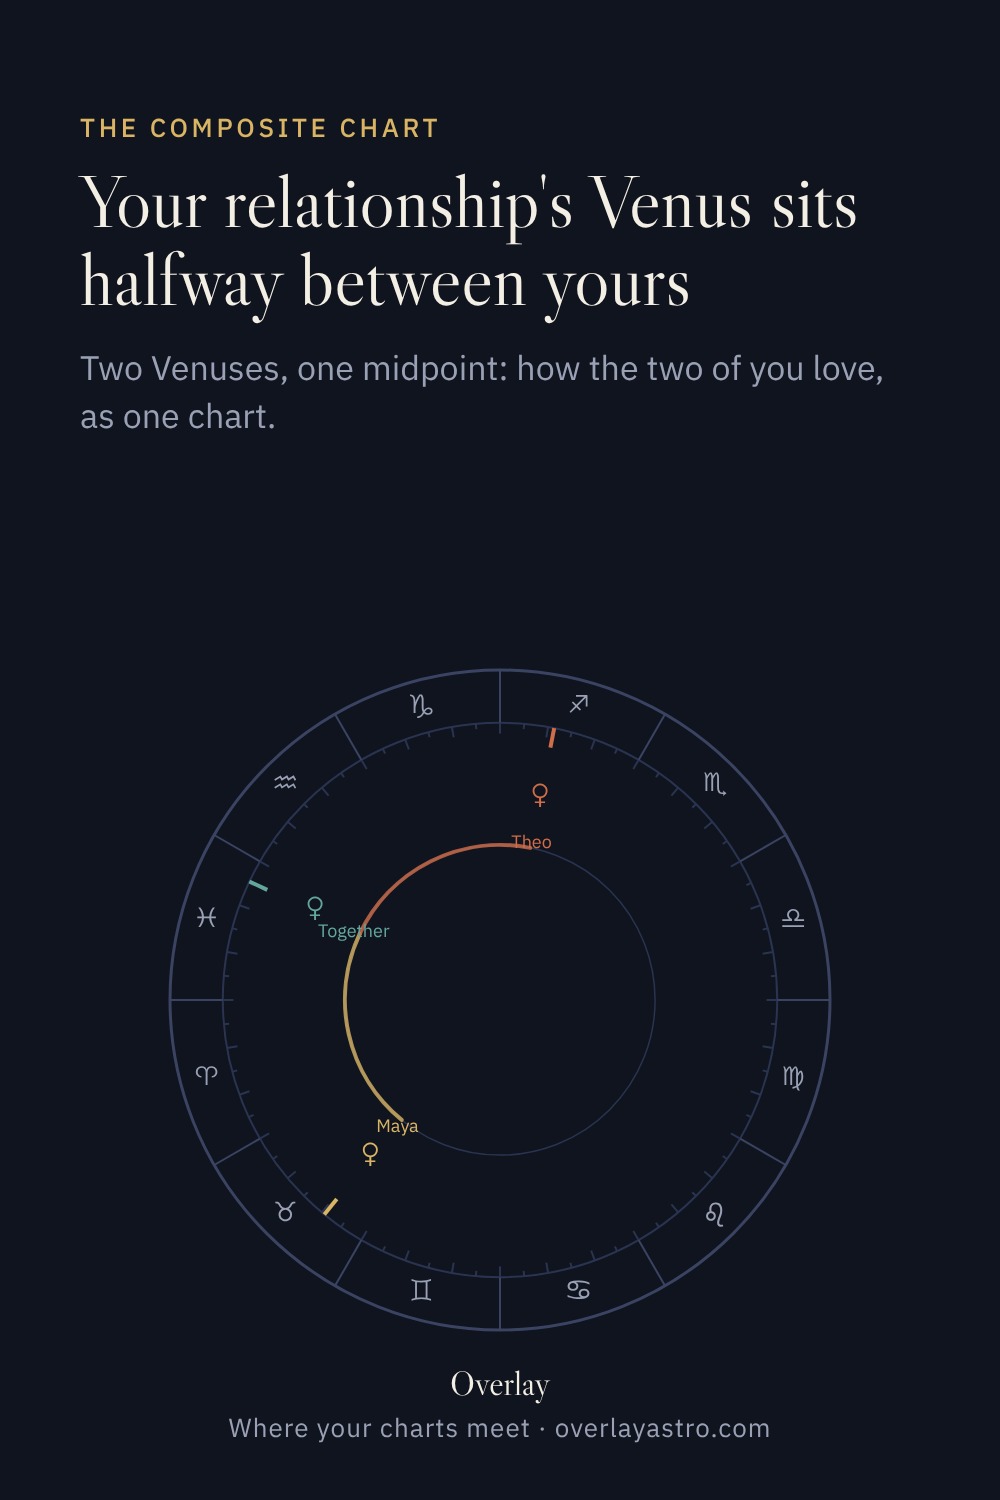 THE COMPOSITE CHART
Your relationship's Venus sits
halfway between yours
Two Venuses, one midpoint: how the two of you love,
as one chart.
♑ ♐
♒ ♏
♀
Theo
♓ ♀ ♎
Together
♈ ♍
Maya
♀
♉ ♌
♊ ♋
Overlay
Where your charts meet · overlayastro.com